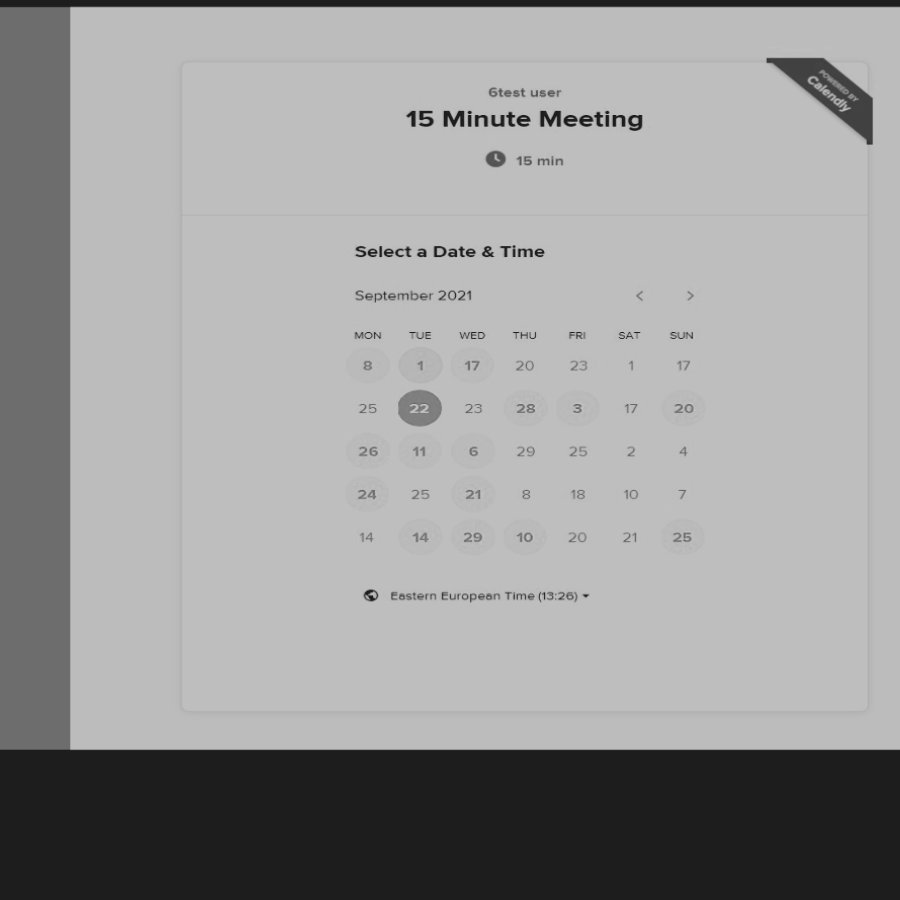 POWERED BY
Calendly
6test user
15 Minute Meeting
15 min
Select a Date & Time
September 2021
MON TUE WED THU FRI SAT SUN
8 1 17 20 23 1 17
25 22 23 28 3 17 20
26 11 6 29 25 2 4
24 25 21 8 18 10 7
14 14 29 10 20 21 25
Eastern European Time (13:26)